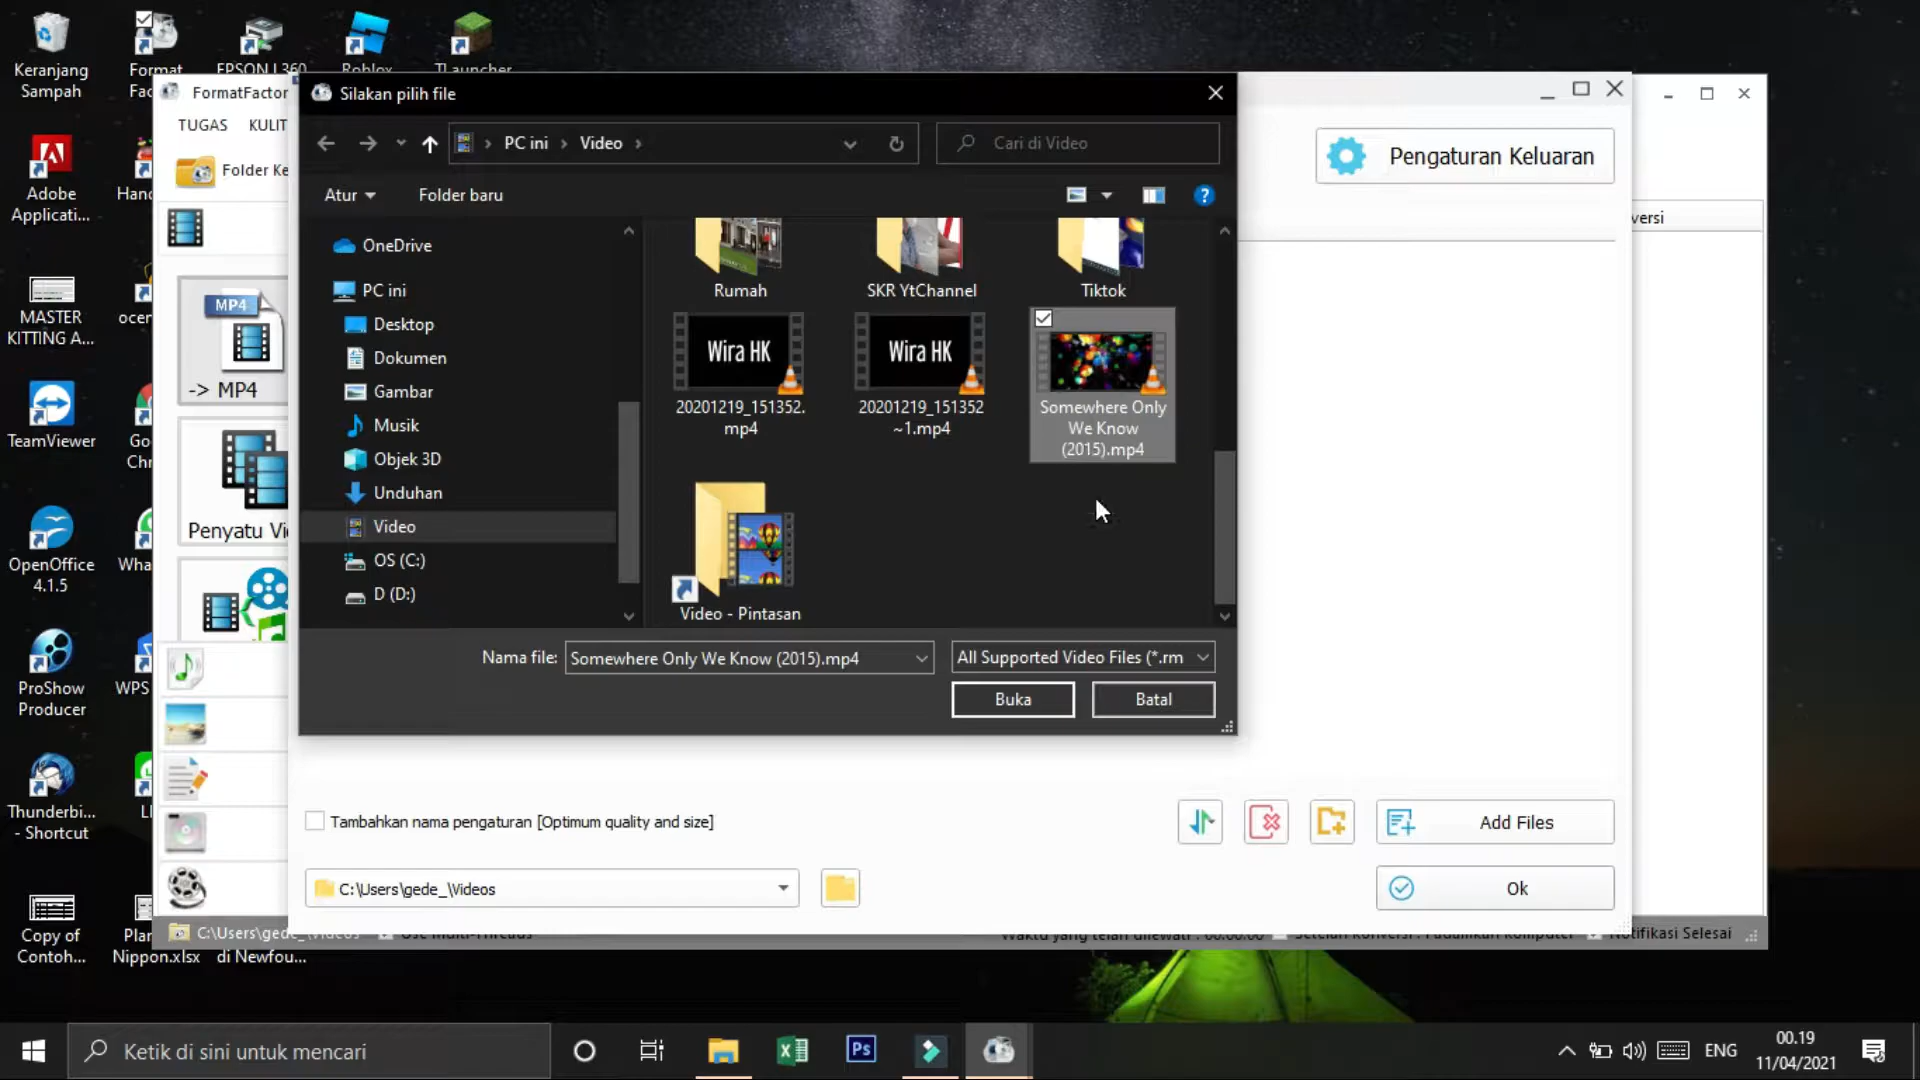 Keranjang
Sampah
Format
Fac
EPSON L360
Roblox
TLauncher
Adobe
Applicati...
Hand
MASTER
KITTING A...
ocen
TeamViewer
Goo
Chr
OpenOffice
4.1.5
Wha
ProShow
Producer
WPS
Thunderbi...
- Shortcut
LI
Copy of
Contoh...
Plan
Nippon.xlsx
di Newfou...
FormatFactor
TUGAS KULIT
Folder Ke
MP4
-> MP4
Penyatu Vi
Silakan pilih file
PC ini
Video
Cari di Video
Atur
Folder baru
?
OneDrive
PC ini
Desktop
Dokumen
Gambar
Musik
Objek 3D
Unduhan
Video
OS (C:)
D (D:)
Rumah
SKR YtChannel
Tiktok
Wira HK
20201219_151352.
mp4
Wira HK
20201219_151352
~1.mp4
Somewhere Only
We Know
(2015).mp4
Video - Pintasan
Nama file:
Somewhere Only We Know (2015).mp4
All Supported Video Files (*.rm
Buka
Batal
Pengaturan Keluaran
versi
Tambahkan nama pengaturan [Optimum quality and size]
Add Files
C:\Users\gede_\Videos
Ok
C:\Users\gede_\Videos
Use Multi-Threads
Waktu yang telah dilewati : 00:00:00
Setelah Konversi : Padamkan Komputer
Notifikasi Selesai
Ketik di sini untuk mencari
Ps
ENG
00.19
11/04/2021